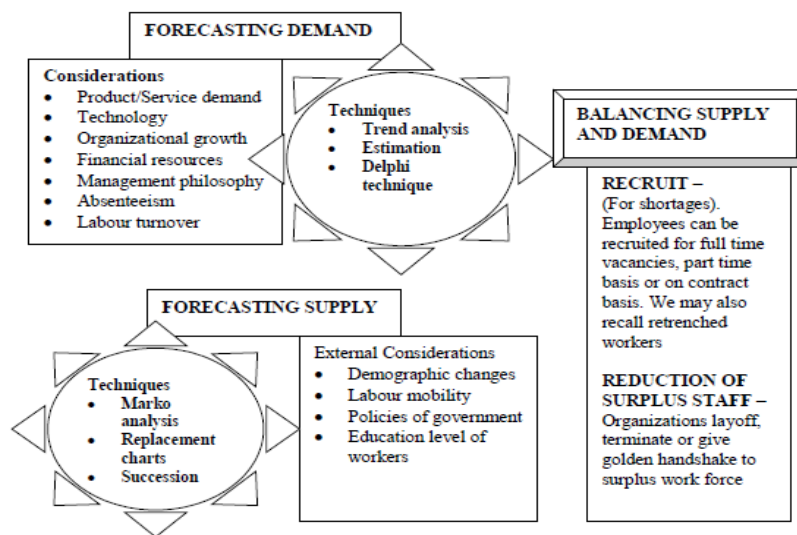 FORECASTING DEMAND
Considerations
• Product/Service demand
• Technology
• Organizational growth
• Financial resources
• Management philosophy
• Absenteeism
• Labour turnover
Techniques
• Trend analysis
• Estimation
• Delphi
technique
BALANCING SUPPLY
AND DEMAND
RECRUIT –
(For shortages).
Employees can be
recruited for full time
vacancies, part time
basis or on contract
basis. We may also
recall retrenched
workers
REDUCTION OF
SURPLUS STAFF –
Organizations layoff,
terminate or give
golden handshake to
surplus work force
FORECASTING SUPPLY
Techniques
• Marko
analysis
• Replacement
charts
• Succession
External Considerations
• Demographic changes
• Labour mobility
• Policies of government
• Education level of
workers